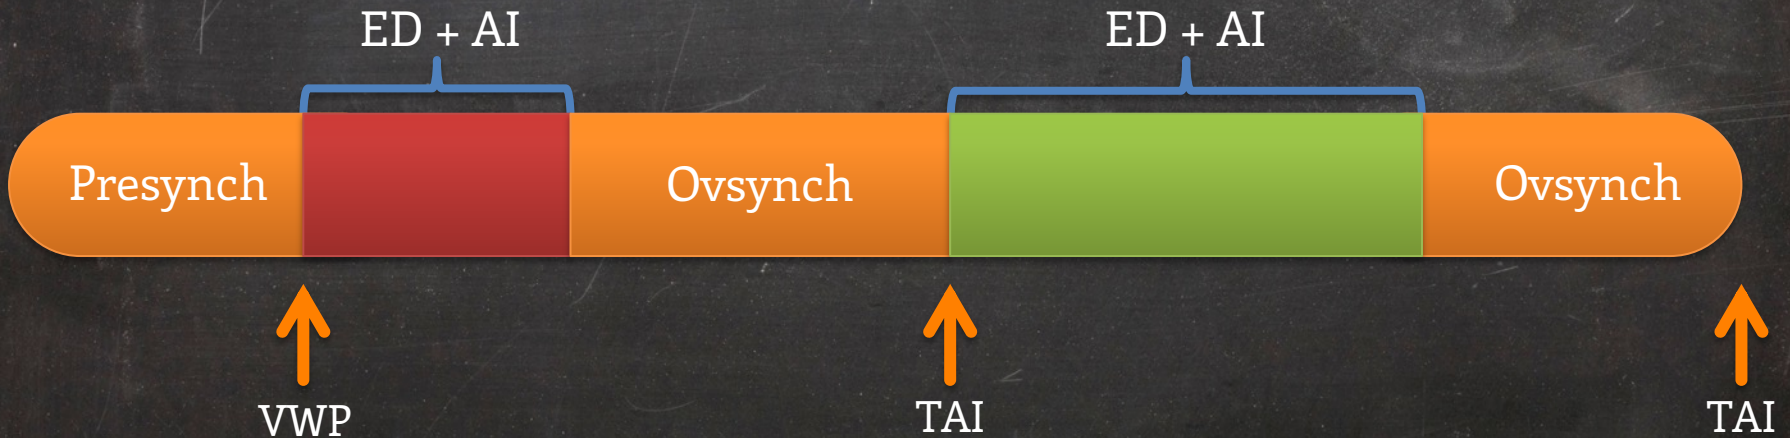 ED + AI
ED + AI
Presynch
Ovsynch
Ovsynch
VWP
TAI
TAI